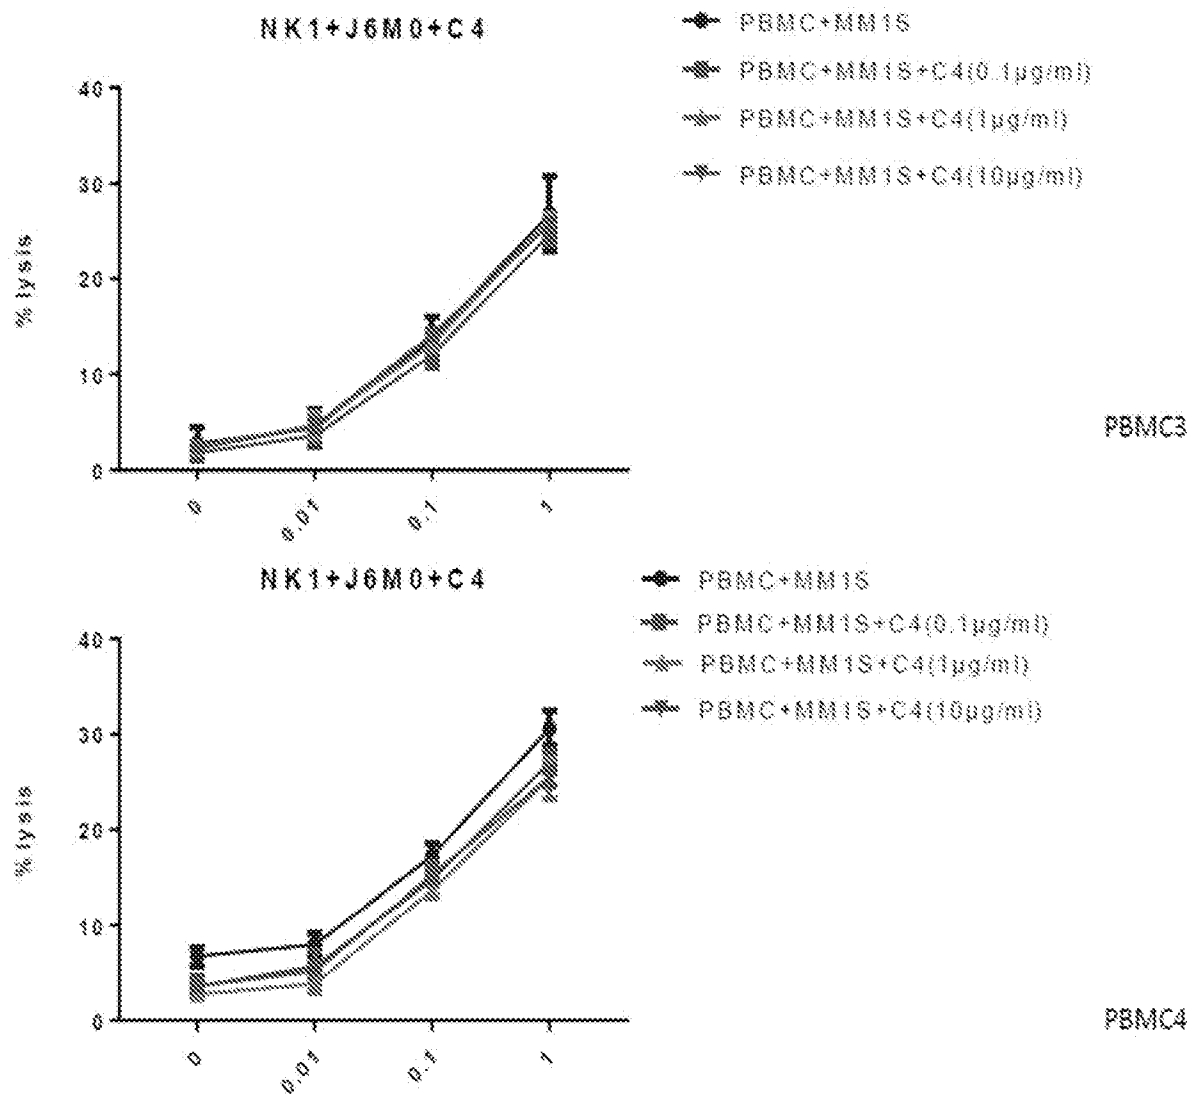 NK1+J6M0+C4
PBMC+MM1S
PBMC+MM1S+C4(0.1µg/ml)
PBMC+MM1S+C4(1µg/ml)
PBMC+MM1S+C4(10µg/ml)
% lysis
40
30
20
10
0
0
0.01
0.1
1
PBMC3
NK1+J6M0+C4
PBMC+MM1S
PBMC+MM1S+C4(0.1µg/ml)
PBMC+MM1S+C4(1µg/ml)
PBMC+MM1S+C4(10µg/ml)
% lysis
40
30
20
10
0
0
0.01
0.1
1
PBMC4